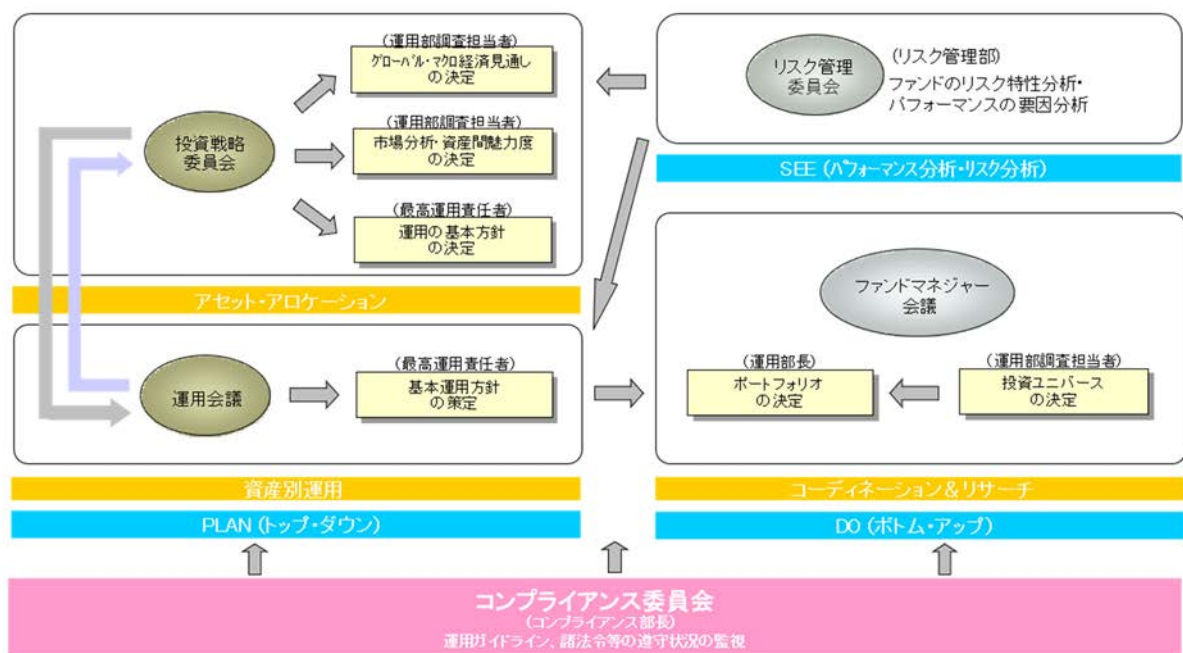 (運用部調査担当者)
グローバル・マクロ経済見通し
の決定
投資戦略
委員会
(運用部調査担当者)
市場分析・資産間魅力度
の決定
(最高運用責任者)
運用の基本方針
の決定
アセット・アロケーション
リスク管理
委員会
(リスク管理部)
ファンドのリスク特性分析・
パフォーマンスの要因分析
SEE (パフォーマンス分析・リスク分析)
運用会議
(最高運用責任者)
基本運用方針
の策定
資産別運用
PLAN (トップ・ダウン)
ファンドマネジャー
会議
(運用部長)
ポートフォリオ
の決定
(運用部調査担当者)
投資ユニバース
の決定
コーディネーション&リサーチ
DO (ボトム・アップ)
コンプライアンス委員会
(コンプライアンス部長)
運用ガイドライン、諸法令等の遵守状況の監視